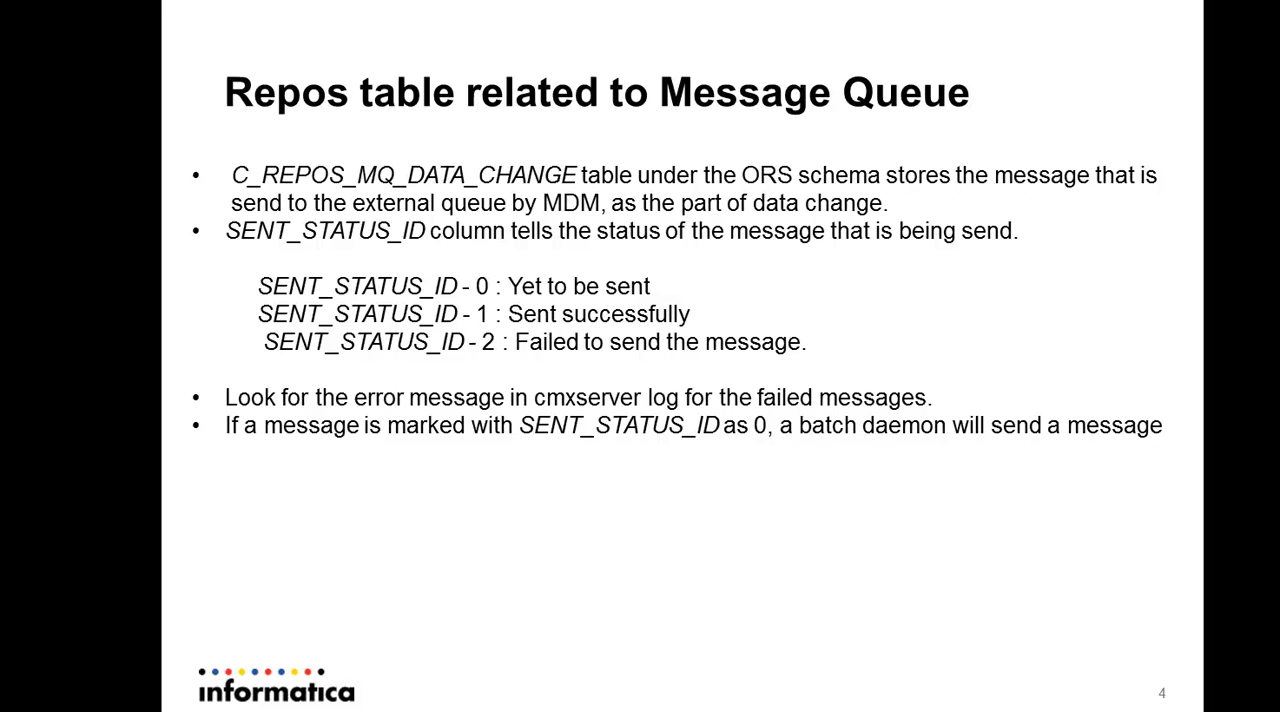 Repos table related to Message Queue
• C_REPOS_MQ_DATA_CHANGE table under the ORS schema stores the message that is
send to the external queue by MDM, as the part of data change.
• SENT_STATUS_ID column tells the status of the message that is being send.
SENT_STATUS_ID - 0 : Yet to be sent
SENT_STATUS_ID - 1 : Sent successfully
SENT_STATUS_ID - 2 : Failed to send the message.
• Look for the error message in cmxserver log for the failed messages.
• If a message is marked with SENT_STATUS_ID as 0, a batch daemon will send a message
informatica
4